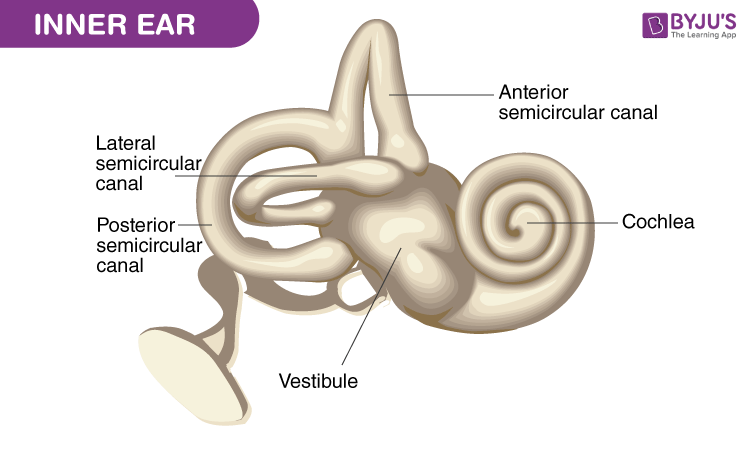 INNER EAR
BYJU'S
The Learning App
Anterior
semicircular canal
Lateral
semicircular
canal
Posterior
semicircular
canal
Cochlea
Vestibule